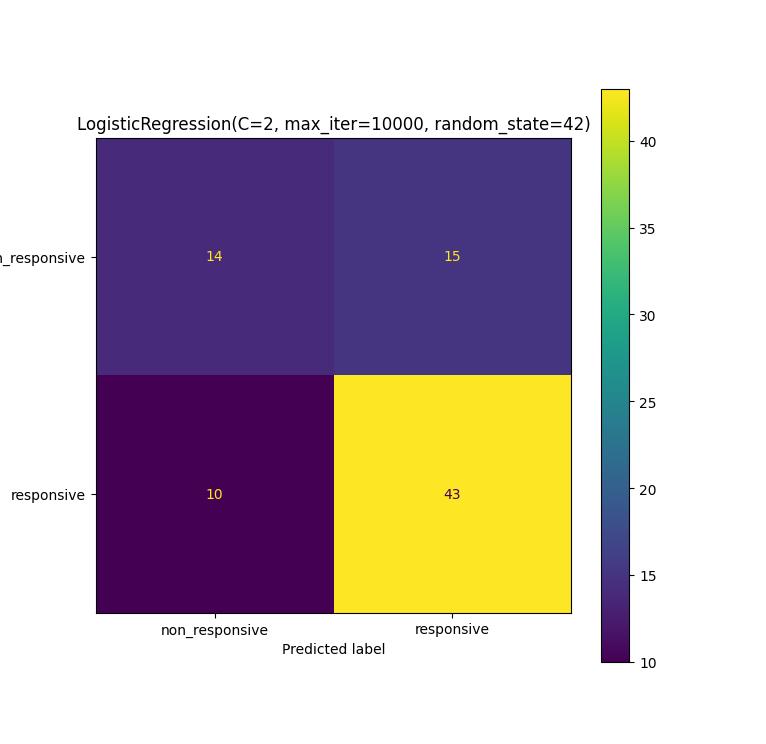 LogisticRegression(C=2, max_iter=10000, random_state=42)
40
35
30
25
20
15
10
n_responsive
14
15
responsive
10
43
non_responsive
responsive
Predicted label